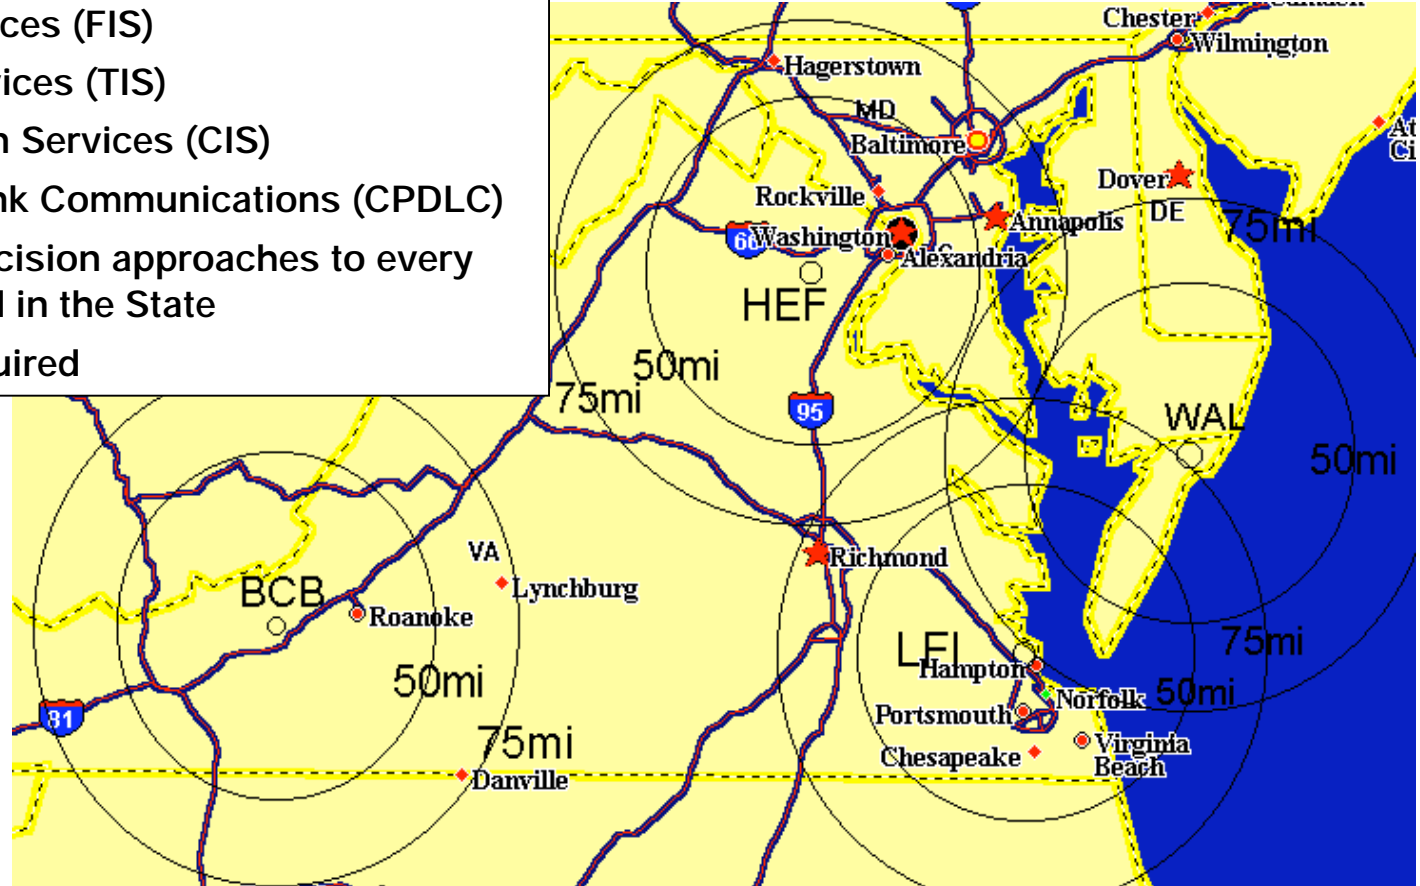 ces (FIS)
vices (TIS)
n Services (CIS)
nk Communications (CPDLC)
cision approaches to every
d in the State
uired
Chester
Wilmington
Hagerstown
MD
Baltimore
Rockville
Dover
DE
Annapolis
75mi
66
Washington
Alexandria
HEF
50mi
75mi
95
WAL
50mi
VA
Richmond
Lynchburg
BCB
Roanoke
LFI
Hampton
75mi
50mi
50mi
Norfolk
81
Portsmouth
75mi
Chesapeake
Virginia
Beach
Danville